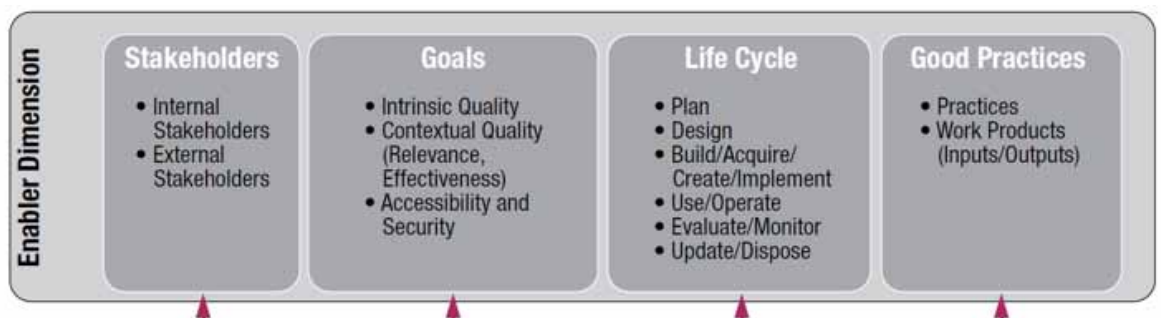 Enabler Dimension
Stakeholders
• Internal
Stakeholders
• External
Stakeholders
Goals
• Intrinsic Quality
• Contextual Quality
(Relevance,
Effectiveness)
• Accessibility and
Security
Life Cycle
• Plan
• Design
• Build/Acquire/
Create/Implement
• Use/Operate
• Evaluate/Monitor
• Update/Dispose
Good Practices
• Practices
• Work Products
(Inputs/Outputs)